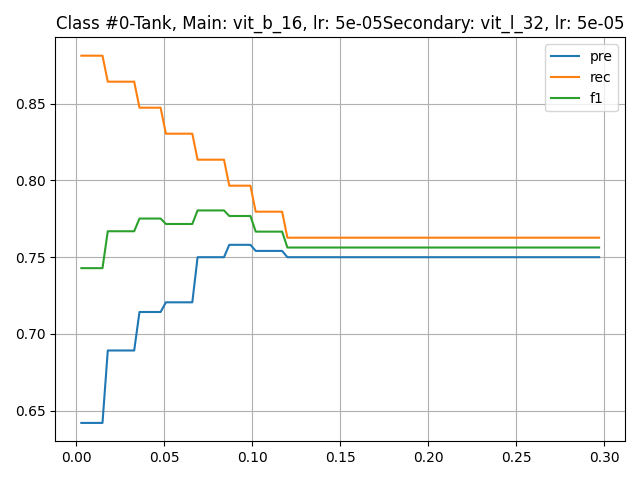 Class #0-Tank, Main: vit_b_16, lr: 5e-05Secondary: vit_l_32, lr: 5e-05
pre
rec
f1
0.85
0.80
0.75
0.70
0.65
0.00 0.05 0.10 0.15 0.20 0.25 0.30